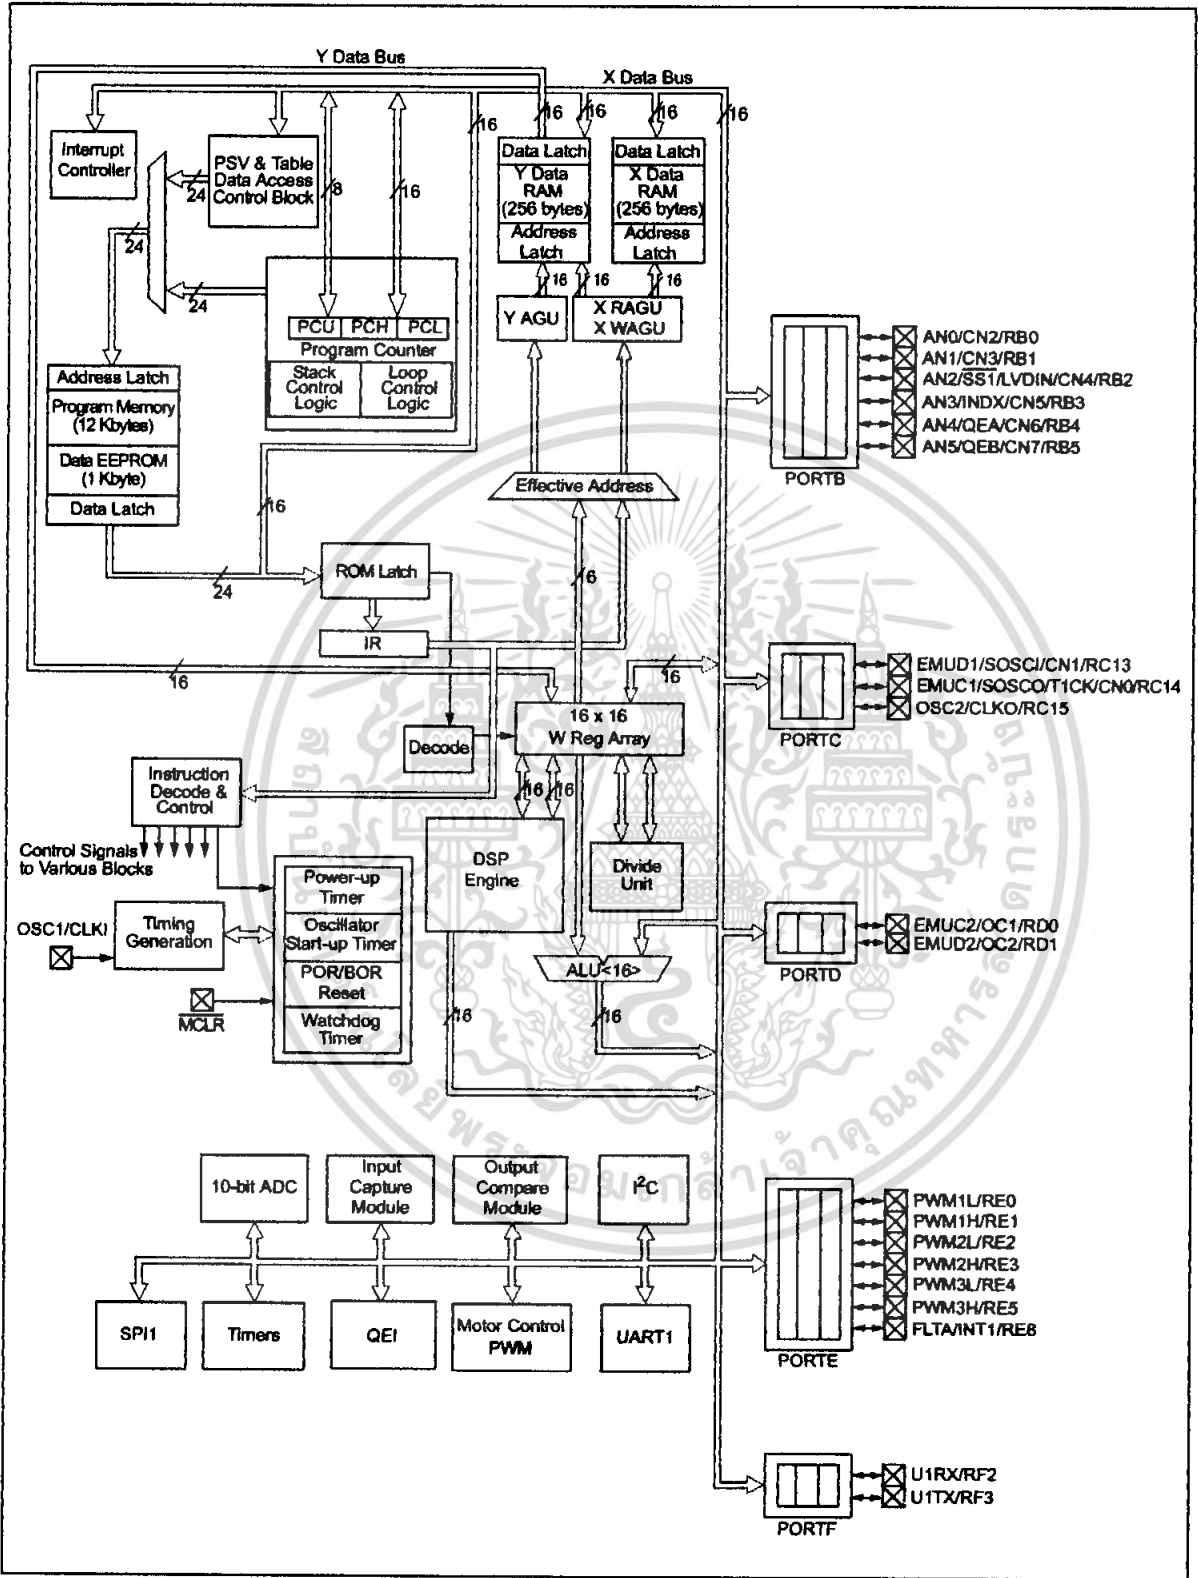 Y Data Bus
X Data Bus
16
16
16
16
16
Interrupt
Controller
PSV & Table
Data Access
Control Block
24
24
8
16
24
Data Latch
Y Data
RAM
(256 bytes)
Address
Latch
Data Latch
X Data
RAM
(256 bytes)
Address
Latch
16
16
16
Y AGU
X RAGU
X WAGU
PCU
PCH
PCL
Program Counter
Stack
Control
Logic
Loop
Control
Logic
Address Latch
Program Memory
(12 Kbytes)
Data EEPROM
(1 Kbyte)
Data Latch
16
24
Effective Address
ROM Latch
IR
6
16
16
16 x 16
W Reg Array
Decode
Instruction
Decode &
Control
Control Signals
to Various Blocks
16
16
DSP
Engine
Divide
Unit
Power-up
Timer
Oscillator
Start-up Timer
POR/BOR
Reset
Watchdog
Timer
OSC1/CLKI
Timing
Generation
MCLR
ALU<16>
16
16
10-bit ADC
Input
Capture
Module
Output
Compare
Module
I²C
SPI1
Timers
QEI
Motor Control
PWM
UART1
AN0/CN2/RB0
AN1/CN3/RB1
AN2/SS1/LVDIN/CN4/RB2
AN3/INDX/CN5/RB3
AN4/QEA/CN6/RB4
AN5/QEB/CN7/RB5
PORTB
EMUD1/SOSCI/CN1/RC13
EMUC1/SOSCO/T1CK/CN0/RC14
OSC2/CLKO/RC15
PORTC
EMUC2/OC1/RD0
EMUD2/OC2/RD1
PORTD
PWM1L/RE0
PWM1H/RE1
PWM2L/RE2
PWM2H/RE3
PWM3L/RE4
PWM3H/RE5
FLTA/INT1/RE8
PORTE
U1RX/RF2
U1TX/RF3
PORTF